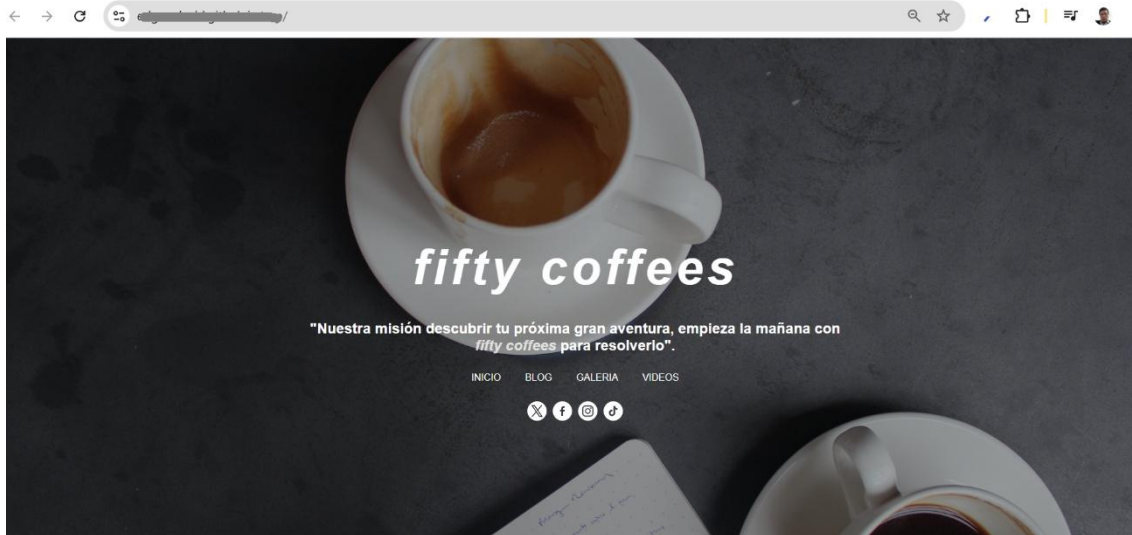 fifty coffees
"Nuestra misión descubrir tu próxima gran aventura, empieza la mañana con
fifty coffees para resolverlo".
INICIO BLOG GALERIA VIDEOS